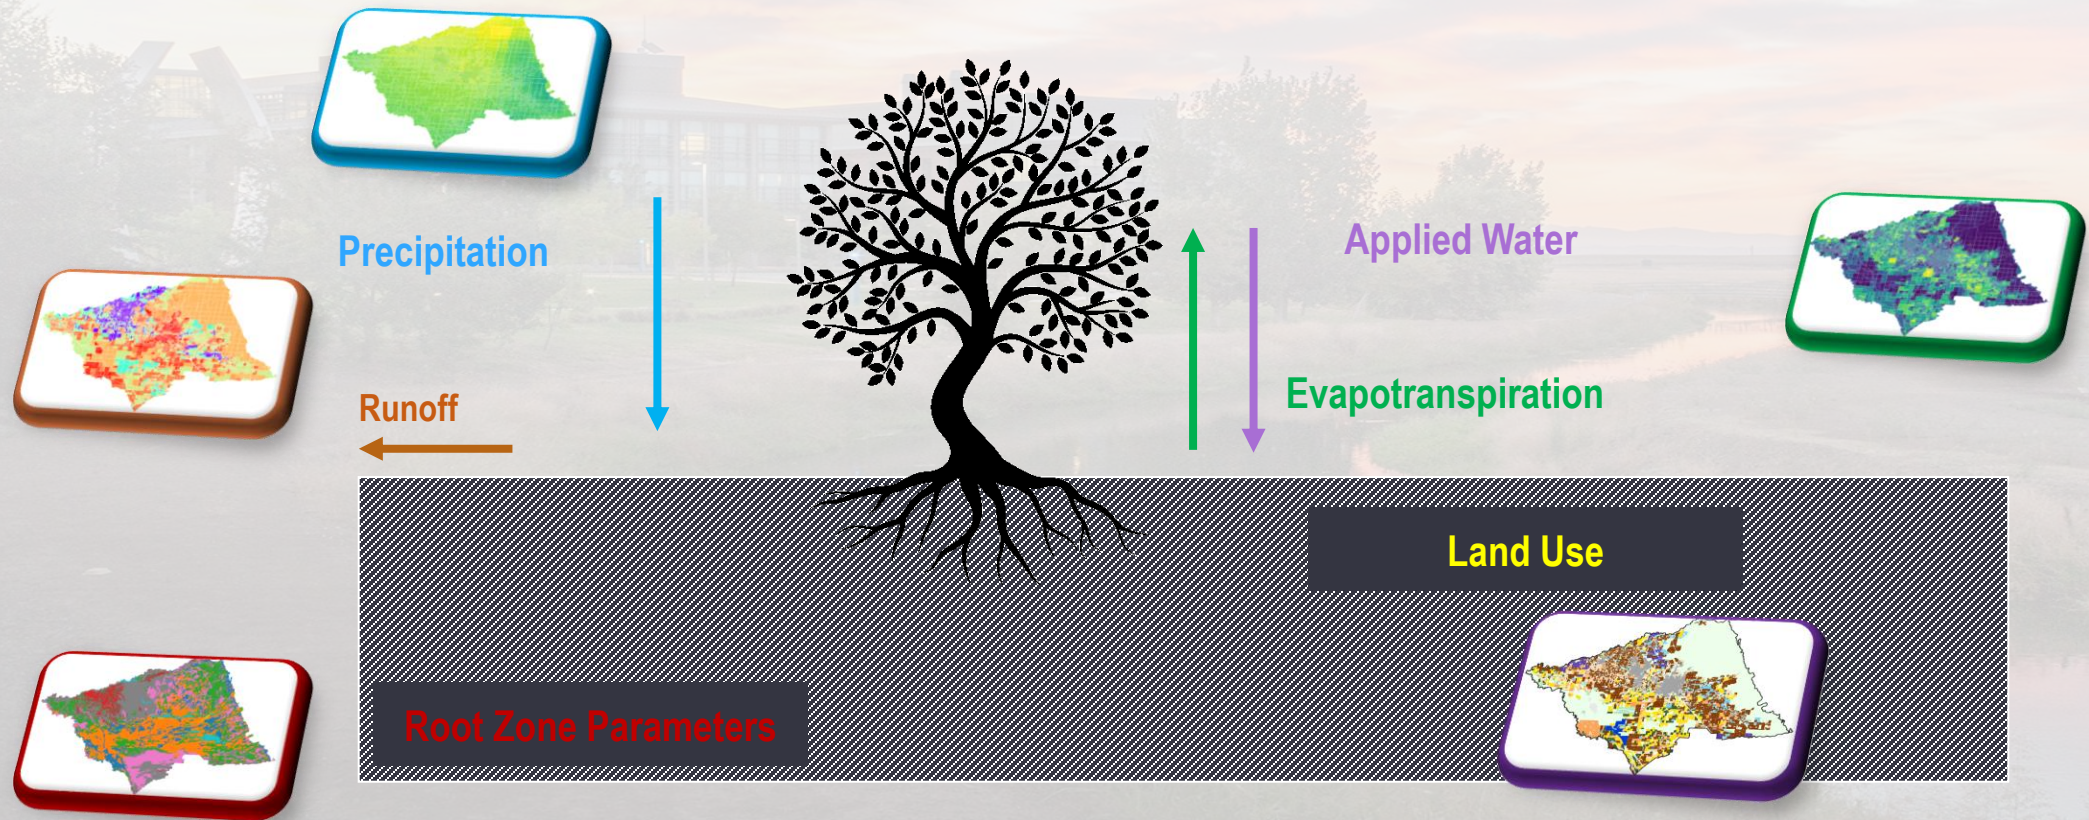 Precipitation
Applied Water
Evapotranspiration
Runoff
Land Use
Root Zone Parameters